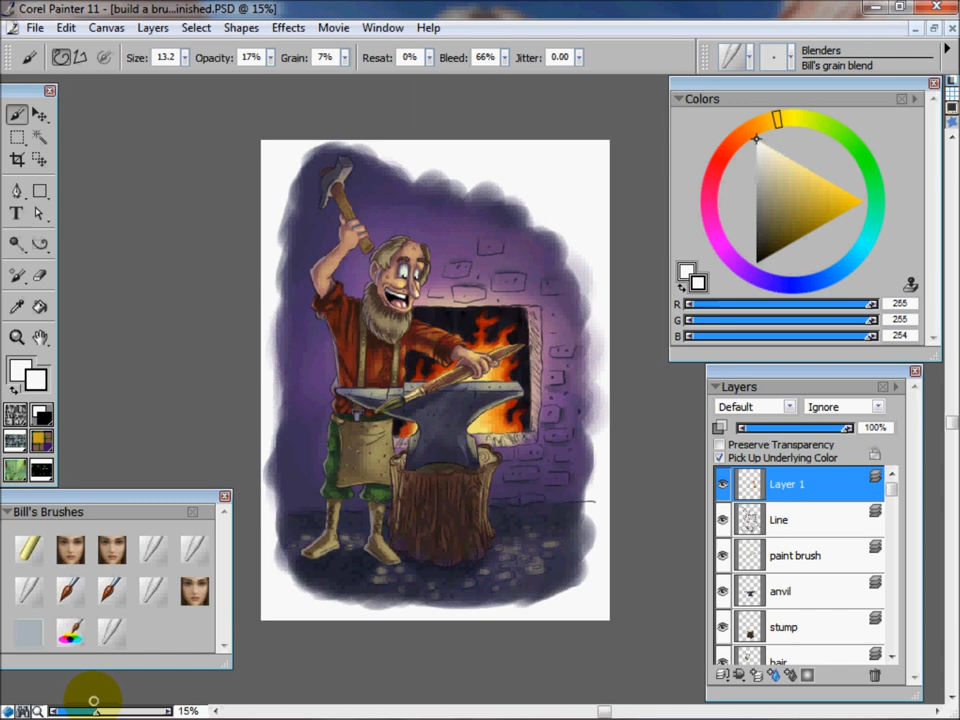 Corel Painter 11 - [build a bru...inished.PSD @ 15%]
File Edit Canvas Layers Select Shapes Effects Movie Window Help
Size: 13.2 Opacity: 17% Grain: 7% Resat: 0% Bleed: 66% Jitter: 0.00
Blenders
Bill's grain blend
Colors
R 255
G 255
B 254
Layers
Default Ignore
100%
Preserve Transparency
Pick Up Underlying Color
Layer 1
Line
paint brush
anvil
stump
hair
Bill's Brushes
15%